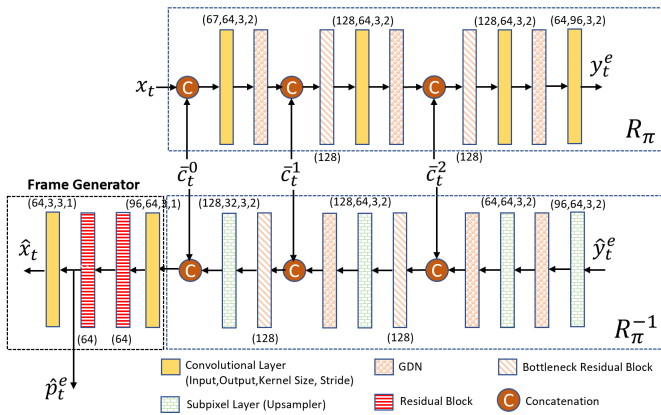 (67,64,3,2) (128,64,3,2) (128,64,3,2) (64,96,3,2)
x_t C C C y_t^e
R_π
(128) (128)
c̄_t^0 c̄_t^1 c̄_t^2
Frame Generator
(64,3,3,1) (96,64,3,1) (128,32,3,2) (128,64,3,2) (64,64,3,2) (96,64,3,2)
x̂_t C C C ŷ_t^e
R_π^{-1}
(64) (64) (128) (128)
p̂_t^e
Convolutional Layer
(Input,Output,Kernel Size, Stride)
GDN
Bottleneck Residual Block
Subpixel Layer (Upsampler)
Residual Block
C Concatenation